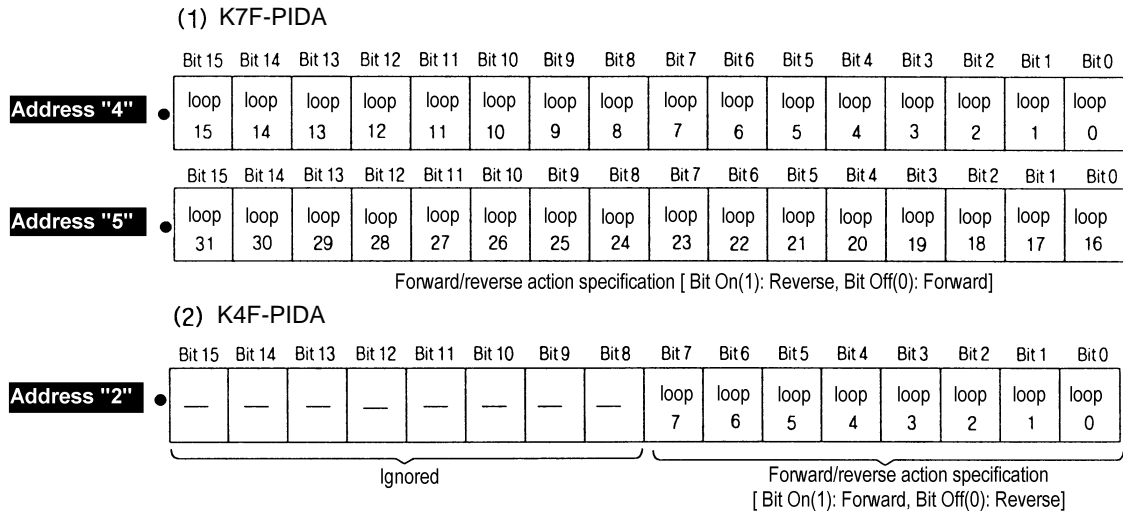 (1) K7F-PIDA
Bit 15 Bit 14 Bit 13 Bit 12 Bit 11 Bit 10 Bit 9 Bit 8 Bit 7 Bit 6 Bit 5 Bit 4 Bit 3 Bit 2 Bit 1 Bit 0
Address "4" • loop 15 loop 14 loop 13 loop 12 loop 11 loop 10 loop 9 loop 8 loop 7 loop 6 loop 5 loop 4 loop 3 loop 2 loop 1 loop 0
Bit 15 Bit 14 Bit 13 Bit 12 Bit 11 Bit 10 Bit 9 Bit 8 Bit 7 Bit 6 Bit 5 Bit 4 Bit 3 Bit 2 Bit 1 Bit 0
Address "5" • loop 31 loop 30 loop 29 loop 28 loop 27 loop 26 loop 25 loop 24 loop 23 loop 22 loop 21 loop 20 loop 19 loop 18 loop 17 loop 16
Forward/reverse action specification [ Bit On(1): Reverse, Bit Off(0): Forward]
(2) K4F-PIDA
Bit 15 Bit 14 Bit 13 Bit 12 Bit 11 Bit 10 Bit 9 Bit 8 Bit 7 Bit 6 Bit 5 Bit 4 Bit 3 Bit 2 Bit 1 Bit 0
Address "2" • — — — — — — — — loop 7 loop 6 loop 5 loop 4 loop 3 loop 2 loop 1 loop 0
Ignored
Forward/reverse action specification
[ Bit On(1): Forward, Bit Off(0): Reverse]